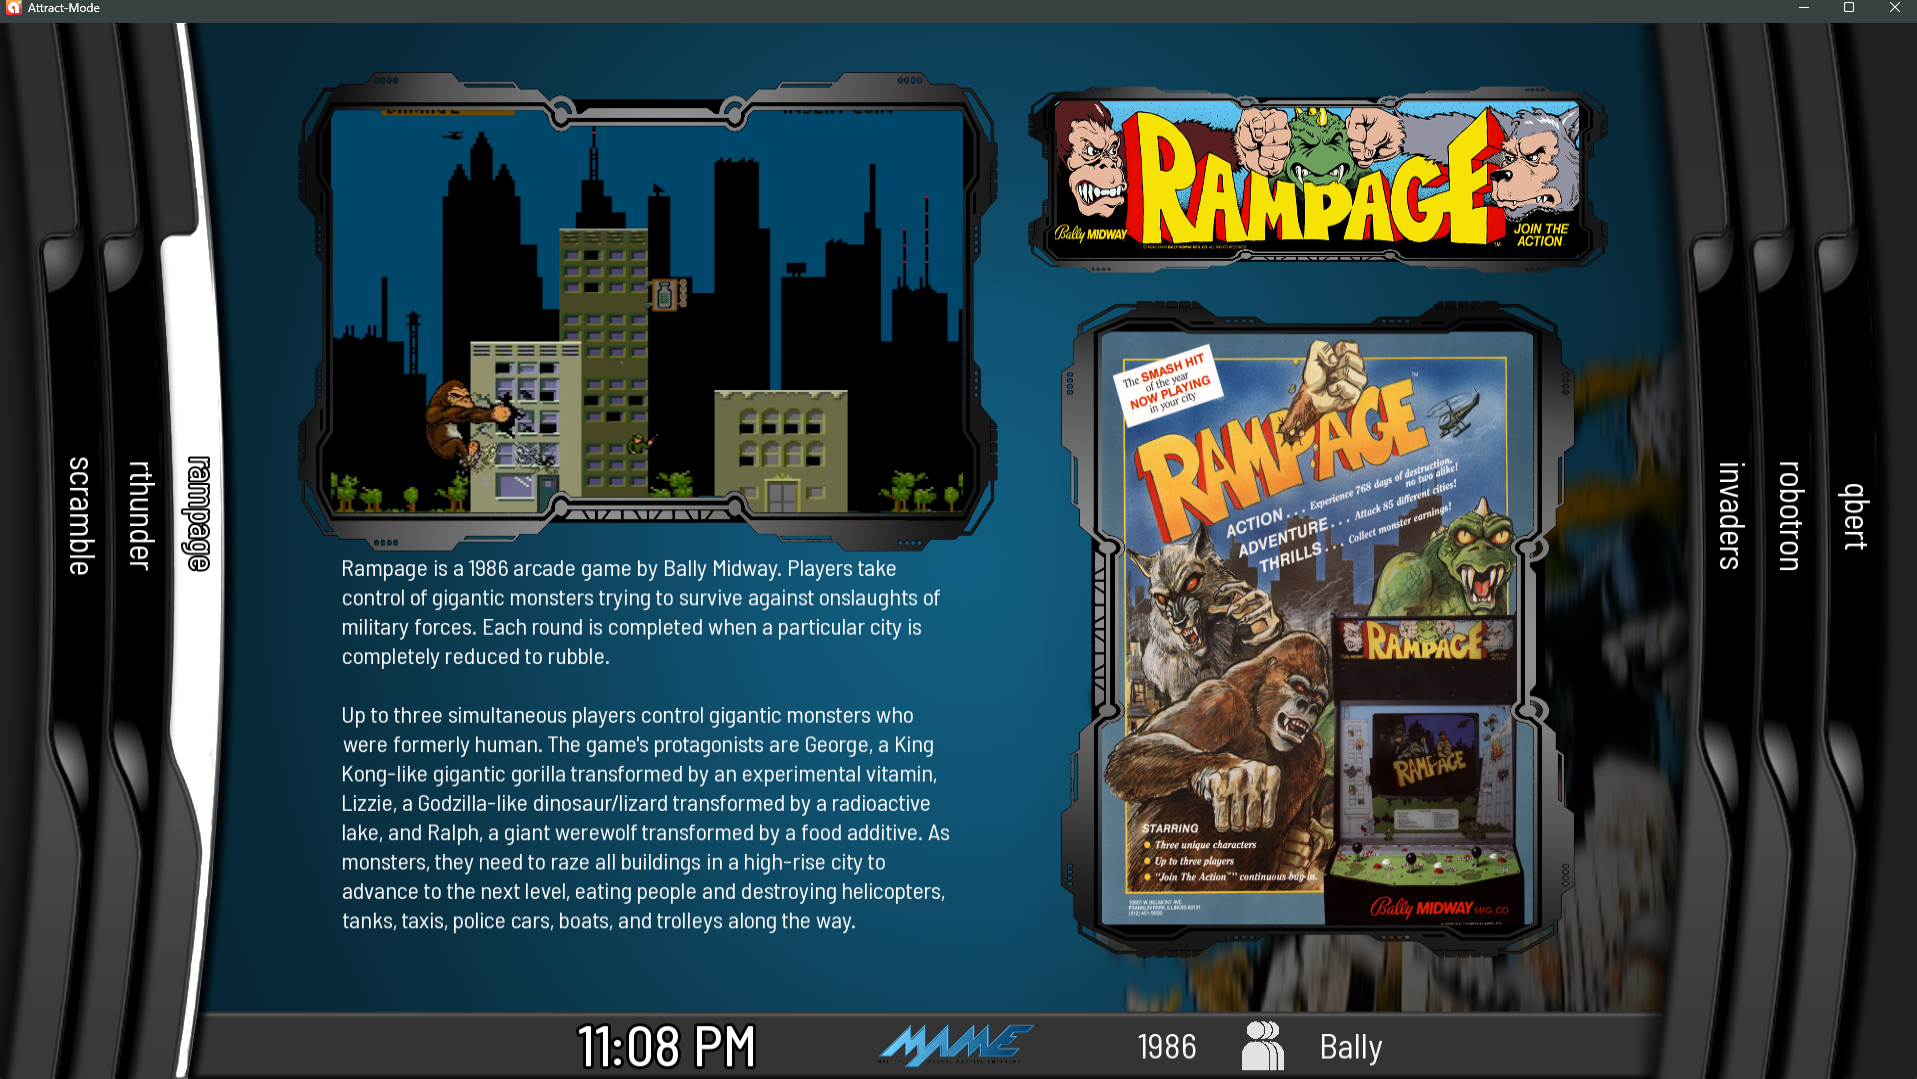 Attract-Mode
scramble
rthunder
rampage
RAMPAGE
Bally MIDWAY
JOIN THE
ACTION
The SMASH HIT
of the year
NOW PLAYING
in your city
RAMPAGE
ACTION... Experience 768 days of destruction,
no two alike!
ADVENTURE... Attack 85 different cities!
THRILLS... Collect monster earnings!
RAMPAGE
RAMPAGE
STARRING
Three unique characters
Up to three players
"Join The Action™" continuous buy-in.
10601 W BELMONT AVE.
FRANKLIN PARK, ILLINOIS 60131
Bally MIDWAY MFG. CO.
Rampage is a 1986 arcade game by Bally Midway. Players take
control of gigantic monsters trying to survive against onslaughts of
military forces. Each round is completed when a particular city is
completely reduced to rubble.
Up to three simultaneous players control gigantic monsters who
were formerly human. The game's protagonists are George, a King
Kong-like gigantic gorilla transformed by an experimental vitamin,
Lizzie, a Godzilla-like dinosaur/lizard transformed by a radioactive
lake, and Ralph, a giant werewolf transformed by a food additive. As
monsters, they need to raze all buildings in a high-rise city to
advance to the next level, eating people and destroying helicopters,
tanks, taxis, police cars, boats, and trolleys along the way.
invaders
robotron
qbert
11:08 PM
MAME
1986
Bally